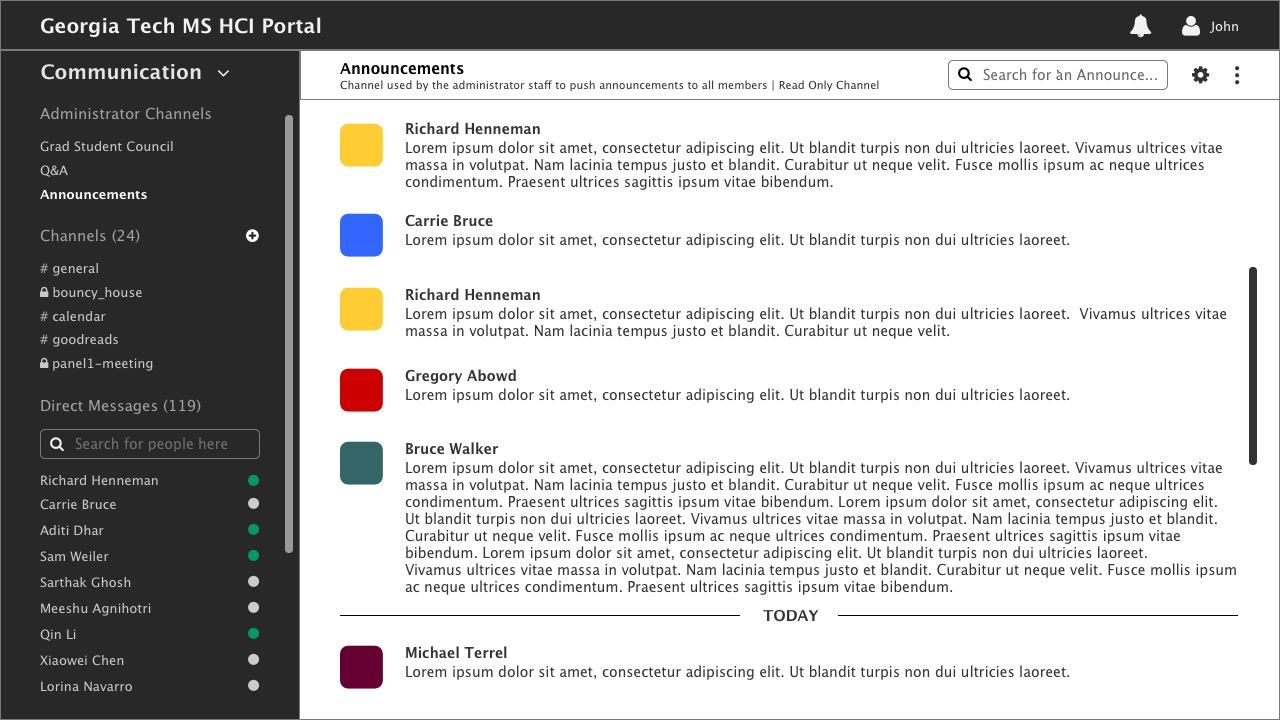 Georgia Tech MS HCI Portal
John
Communication
Administrator Channels
Grad Student Council
Q&A
Announcements
Channels (24)
# general
bouncy_house
# calendar
# goodreads
panel1-meeting
Direct Messages (119)
Search for people here
Richard Henneman
Carrie Bruce
Aditi Dhar
Sam Weiler
Sarthak Ghosh
Meeshu Agnihotri
Qin Li
Xiaowei Chen
Lorina Navarro
Announcements
Channel used by the administrator staff to push announcements to all members | Read Only Channel
Search for an Announce...
Richard Henneman
Lorem ipsum dolor sit amet, consectetur adipiscing elit. Ut blandit turpis non dui ultricies laoreet. Vivamus ultrices vitae
massa in volutpat. Nam lacinia tempus justo et blandit. Curabitur ut neque velit. Fusce mollis ipsum ac neque ultrices
condimentum. Praesent ultrices sagittis ipsum vitae bibendum.
Carrie Bruce
Lorem ipsum dolor sit amet, consectetur adipiscing elit. Ut blandit turpis non dui ultricies laoreet.
Richard Henneman
Lorem ipsum dolor sit amet, consectetur adipiscing elit. Ut blandit turpis non dui ultricies laoreet.  Vivamus ultrices vitae
massa in volutpat. Nam lacinia tempus justo et blandit. Curabitur ut neque velit.
Gregory Abowd
Lorem ipsum dolor sit amet, consectetur adipiscing elit. Ut blandit turpis non dui ultricies laoreet.
Bruce Walker
Lorem ipsum dolor sit amet, consectetur adipiscing elit. Ut blandit turpis non dui ultricies laoreet. Vivamus ultrices vitae
massa in volutpat. Nam lacinia tempus justo et blandit. Curabitur ut neque velit. Fusce mollis ipsum ac neque ultrices
condimentum. Praesent ultrices sagittis ipsum vitae bibendum. Lorem ipsum dolor sit amet, consectetur adipiscing elit.
Ut blandit turpis non dui ultricies laoreet. Vivamus ultrices vitae massa in volutpat. Nam lacinia tempus justo et blandit.
Curabitur ut neque velit. Fusce mollis ipsum ac neque ultrices condimentum. Praesent ultrices sagittis ipsum vitae
bibendum. Lorem ipsum dolor sit amet, consectetur adipiscing elit. Ut blandit turpis non dui ultricies laoreet.
Vivamus ultrices vitae massa in volutpat. Nam lacinia tempus justo et blandit. Curabitur ut neque velit. Fusce mollis ipsum
ac neque ultrices condimentum. Praesent ultrices sagittis ipsum vitae bibendum.
TODAY
Michael Terrel
Lorem ipsum dolor sit amet, consectetur adipiscing elit. Ut blandit turpis non dui ultricies laoreet.